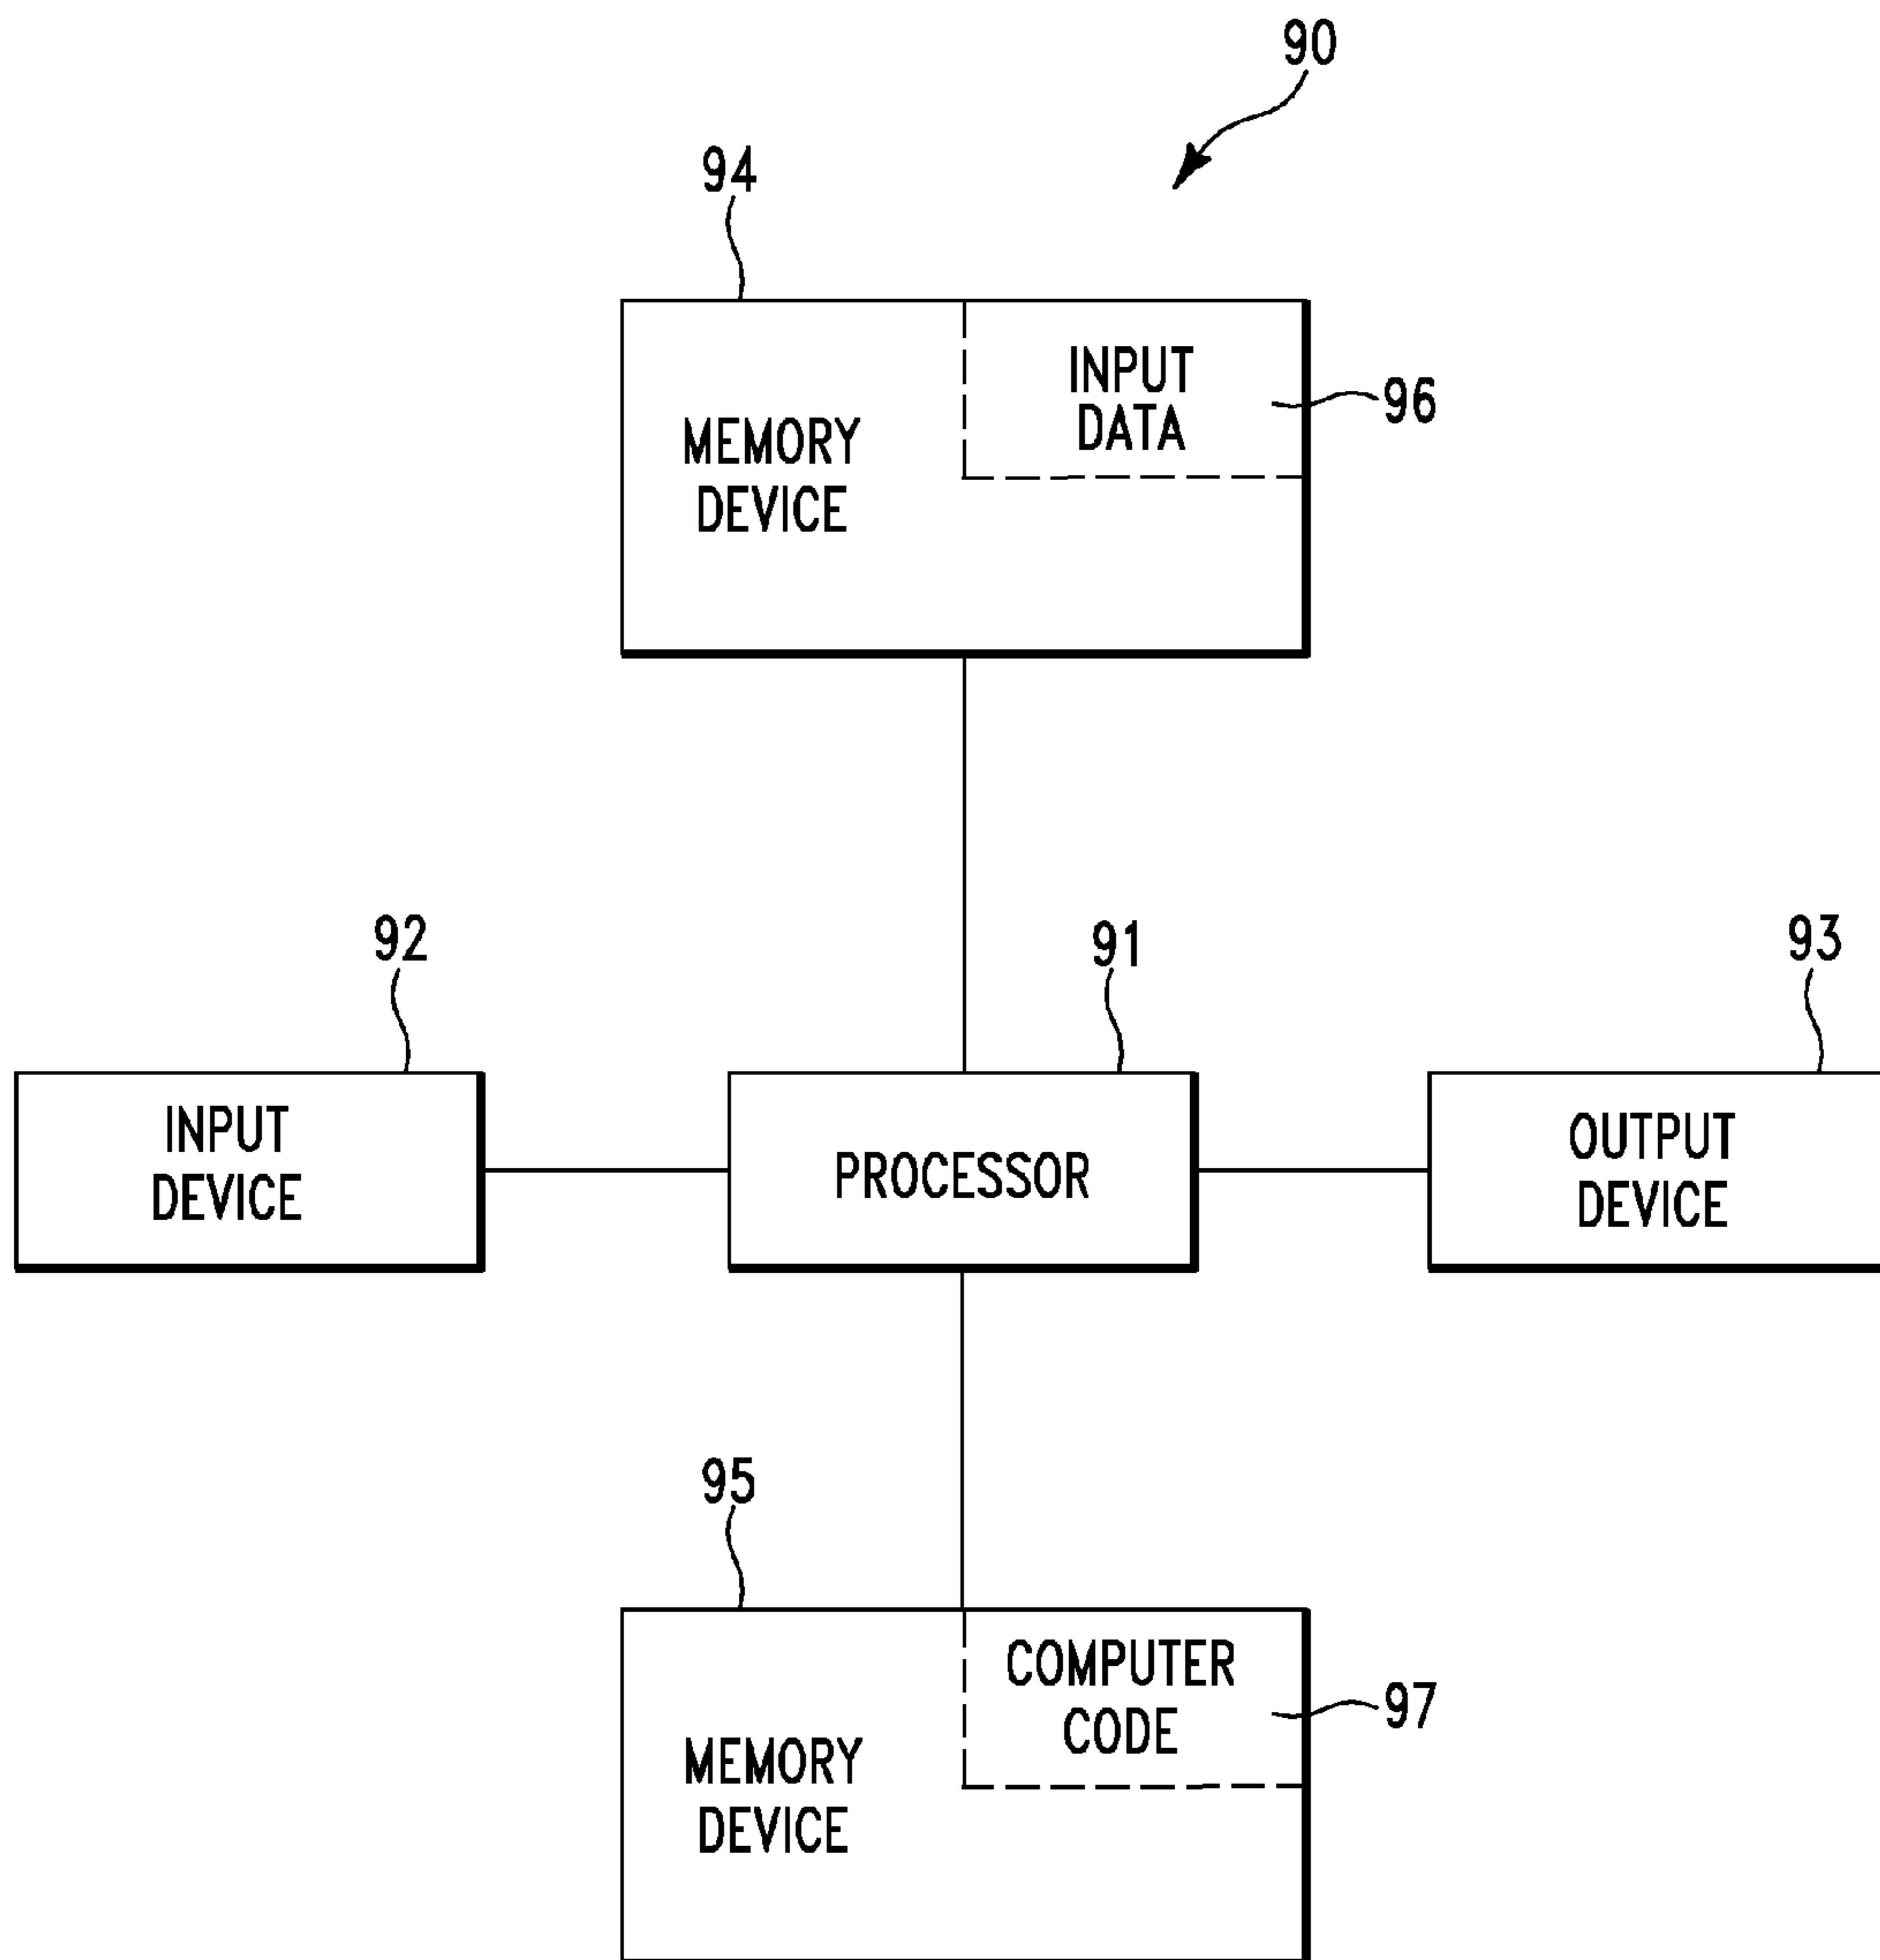 90
94
INPUT
DATA
96
MEMORY
DEVICE
92
91
93
INPUT
DEVICE
PROCESSOR
OUTPUT
DEVICE
95
COMPUTER
CODE
97
MEMORY
DEVICE